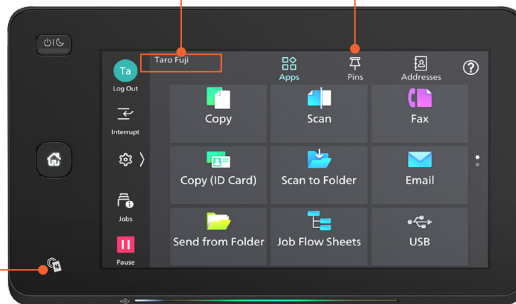 Taro Fuji
Ta
Log Out
Apps
Pins
Addresses
?
Interrupt
Copy
Scan
Fax
Copy (ID Card)
Scan to Folder
Email
Jobs
Send from Folder
Job Flow Sheets
USB
Pause